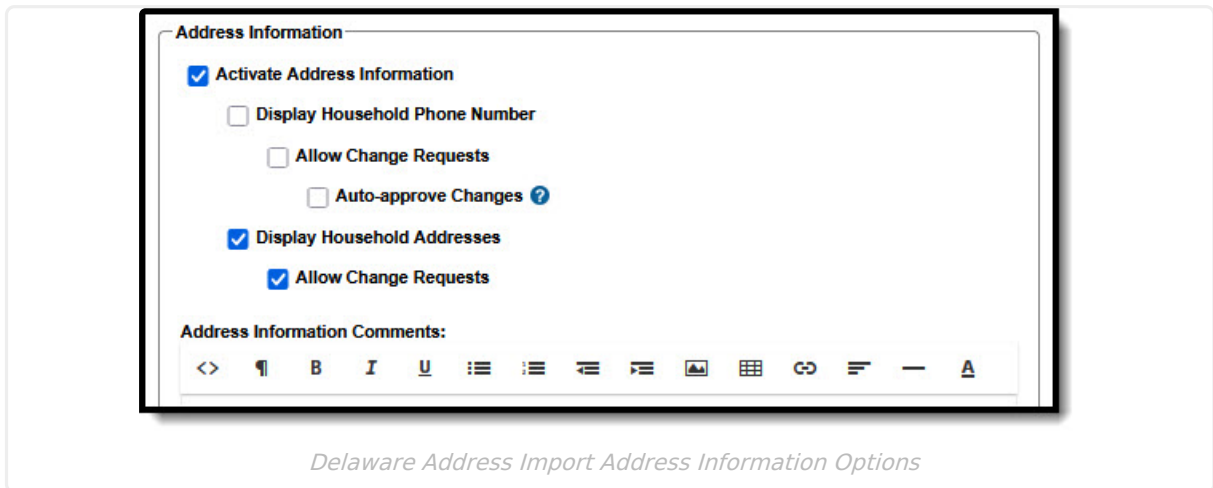 Address Information
Activate Address Information
Display Household Phone Number
Allow Change Requests
Auto-approve Changes ?
Display Household Addresses
Allow Change Requests
Address Information Comments:
<> ¶ B I U A
Delaware Address Import Address Information Options